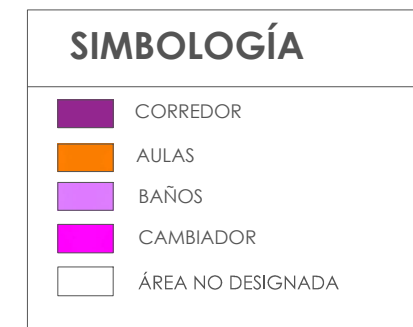 SIMBOLOGÍA
CORREDOR
AULAS
BAÑOS
CAMBIADOR
ÁREA NO DESIGNADA